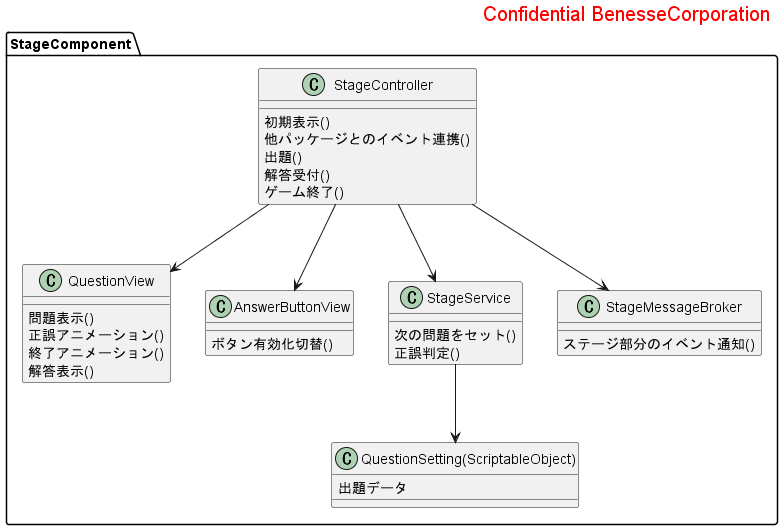 Confidential BenesseCorporation
StageComponent
C StageController
初期表示()
他パッケージとのイベント連携()
出題()
解答受付()
ゲーム終了()
C QuestionView
問題表示()
正誤アニメーション()
終了アニメーション()
解答表示()
C AnswerButtonView
ボタン有効化切替()
C StageService
次の問題をセット()
正誤判定()
C StageMessageBroker
ステージ部分のイベント通知()
C QuestionSetting(ScriptableObject)
出題データ